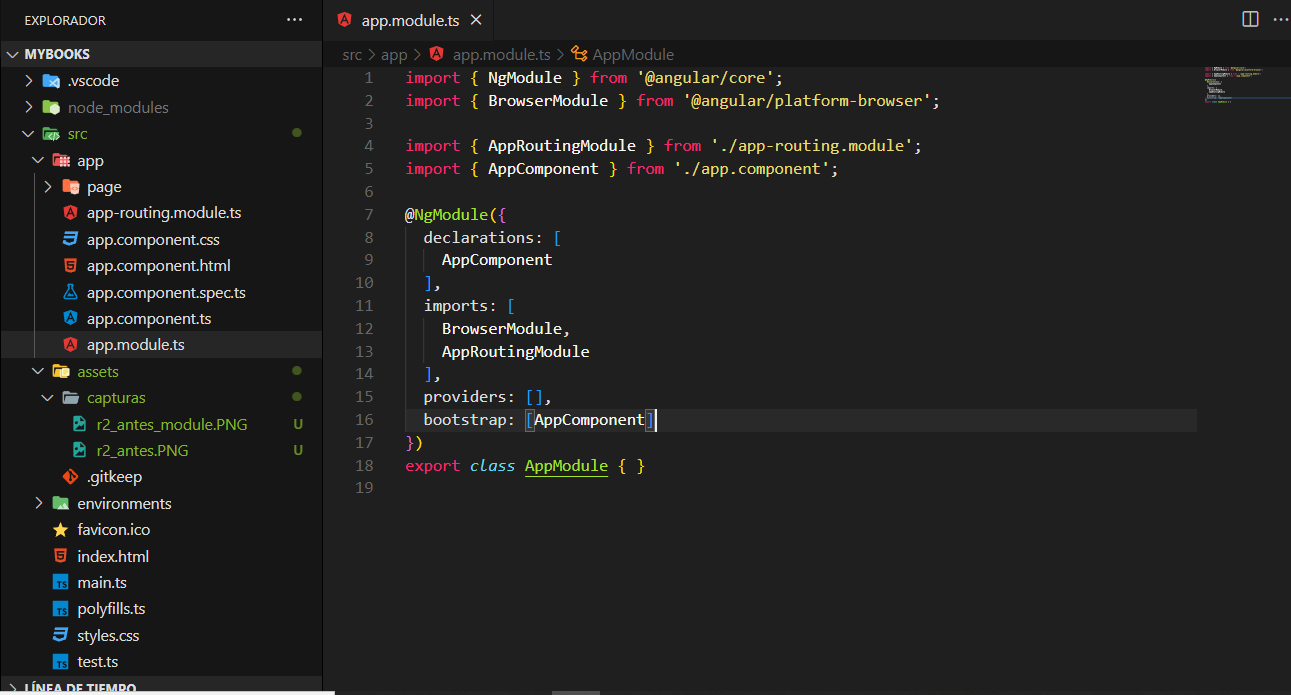 EXPLORADOR
MYBOOKS
.vscode
node_modules
src
app
page
app-routing.module.ts
app.component.css
app.component.html
app.component.spec.ts
app.component.ts
app.module.ts
assets
capturas
r2_antes_module.PNG U
r2_antes.PNG U
.gitkeep
environments
favicon.ico
index.html
main.ts
polyfills.ts
styles.css
test.ts
LÍNEA DE TIEMPO
app.module.ts
src > app > app.module.ts > AppModule
1 import { NgModule } from '@angular/core';
2 import { BrowserModule } from '@angular/platform-browser';
3
4 import { AppRoutingModule } from './app-routing.module';
5 import { AppComponent } from './app.component';
6
7 @NgModule({
8 declarations: [
9 AppComponent
10 ],
11 imports: [
12 BrowserModule,
13 AppRoutingModule
14 ],
15 providers: [],
16 bootstrap: [AppComponent]
17 })
18 export class AppModule { }
19